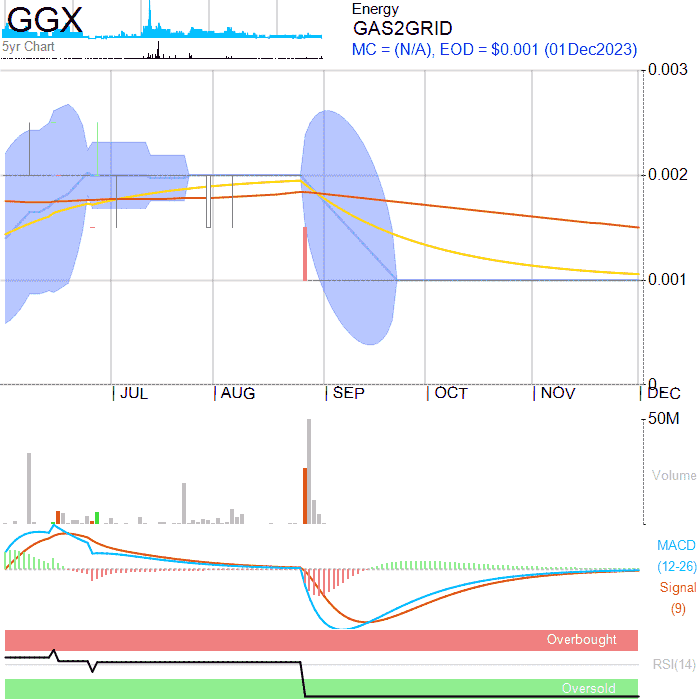 GGX
5yr Chart
Energy
GAS2GRID
MC = (N/A), EOD = $0.001 (01Dec2023)
0.003
0.002
0.001
0
JUL AUG SEP OCT NOV DEC
50M
Volume
MACD
(12-26)
Signal
(9)
Overbought
RSI(14)
Oversold